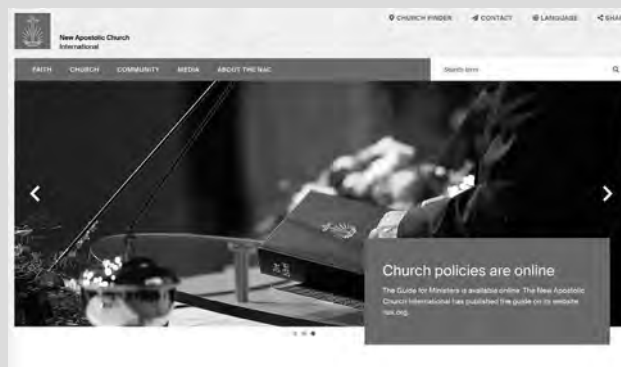 CHURCH FINDER CONTACT LANGUAGE SHAR
New Apostolic Church
International
FAITH CHURCH COMMUNITY MEDIA ABOUT THE NAC Search term
Church policies are online
The Guide for Ministers is available online. The New Apostolic
Church International has published the guide on its website
nac.org.